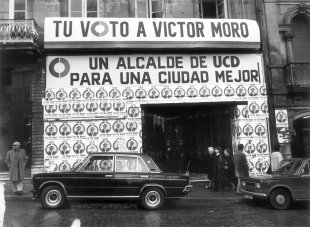 TU VOTO A VICTOR MORO
UN ALCALDE DE UCD
PARA UNA CIUDAD MEJOR